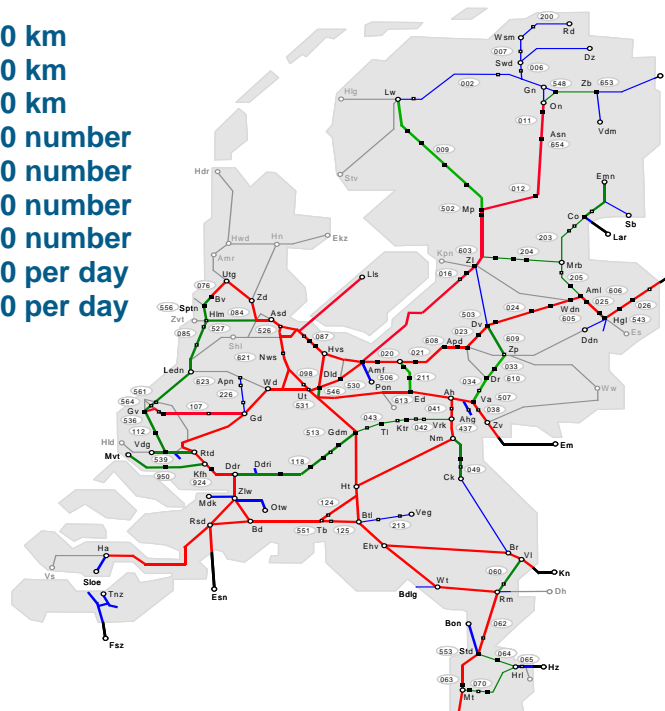 0 km
0 km
0 km
0 number
0 number
0 number
0 number
0 per day
0 per day
200
Rd
Wsm
007
Swd
Dz
006
002
Gn
548
Zb
653
On
Hlg
Lw
011
Vdm
Asn
654
009
Stv
Emn
012
Hdr
502 Mp
Co
Sb
Lar
203
Hwd
Hn
Ekz
Kpn
603
204
Zl
Mrb
Amr
016
205
Lls
076
Utg
Aml
606
Bv
Zd
503
024
025
026
556 Sptn
084
Asd
Wdn
Hgl
543
Zvt
Hlm
Dv
605
527
526
087
023
Es
085
608 Apd
609
Ddn
Shl
Hvs
621
Nws
020
021
Zp
Ledn
098
Dld
Amf
033
623
Apn
Wd
506
211
034
Dr
610
561
226
Ut
546
530
Pon
Ah
Va
507
Ww
564
107
531
613
Ed
041
038
Gv
Gd
043
Ahg
Zv
536
513 Gdm
Tl
Ktr
042
Vrk
437
112
Nm
Em
Hld
Vdg
Rtd
118
Mvt
539
Kfh
Ddr
Ddri
049
950
924
Ht
Ck
Zlw
Mdk
Otw
124
Rsd
Btl
Veg
Bd
551
Tb
125
213
Ha
Ehv
Br
Vl
Vs
Sloe
060
Kn
Tnz
Esn
Bdlg
Wt
Rm
Dh
Fsz
Bon
062
553
Std
064
065
Hz
063
070
Hrl
Mt